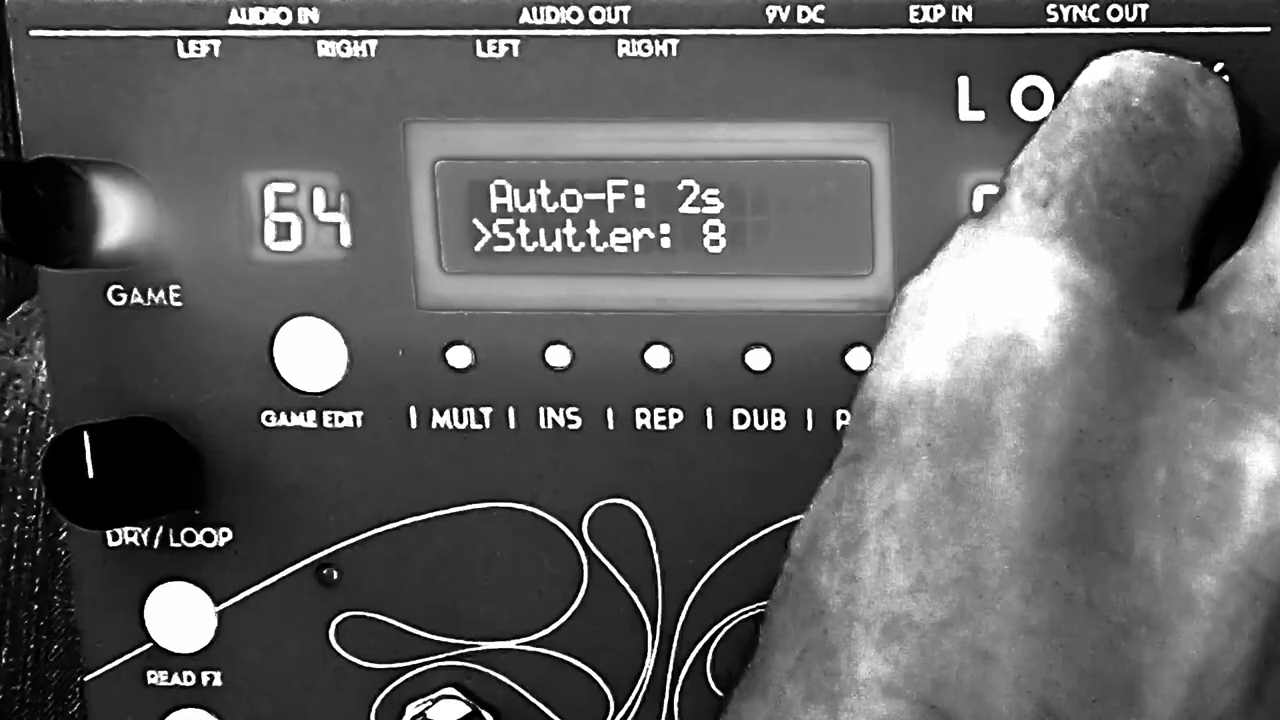 AUDIO IN AUDIO OUT 9V DC EXP IN SYNC OUT
LEFT RIGHT LEFT RIGHT
64
Auto-F: 2s
>Stutter: 8
GAME
GAME EDIT | MULT | INS | REP | DUB |
DRY / LOOP
READ FX